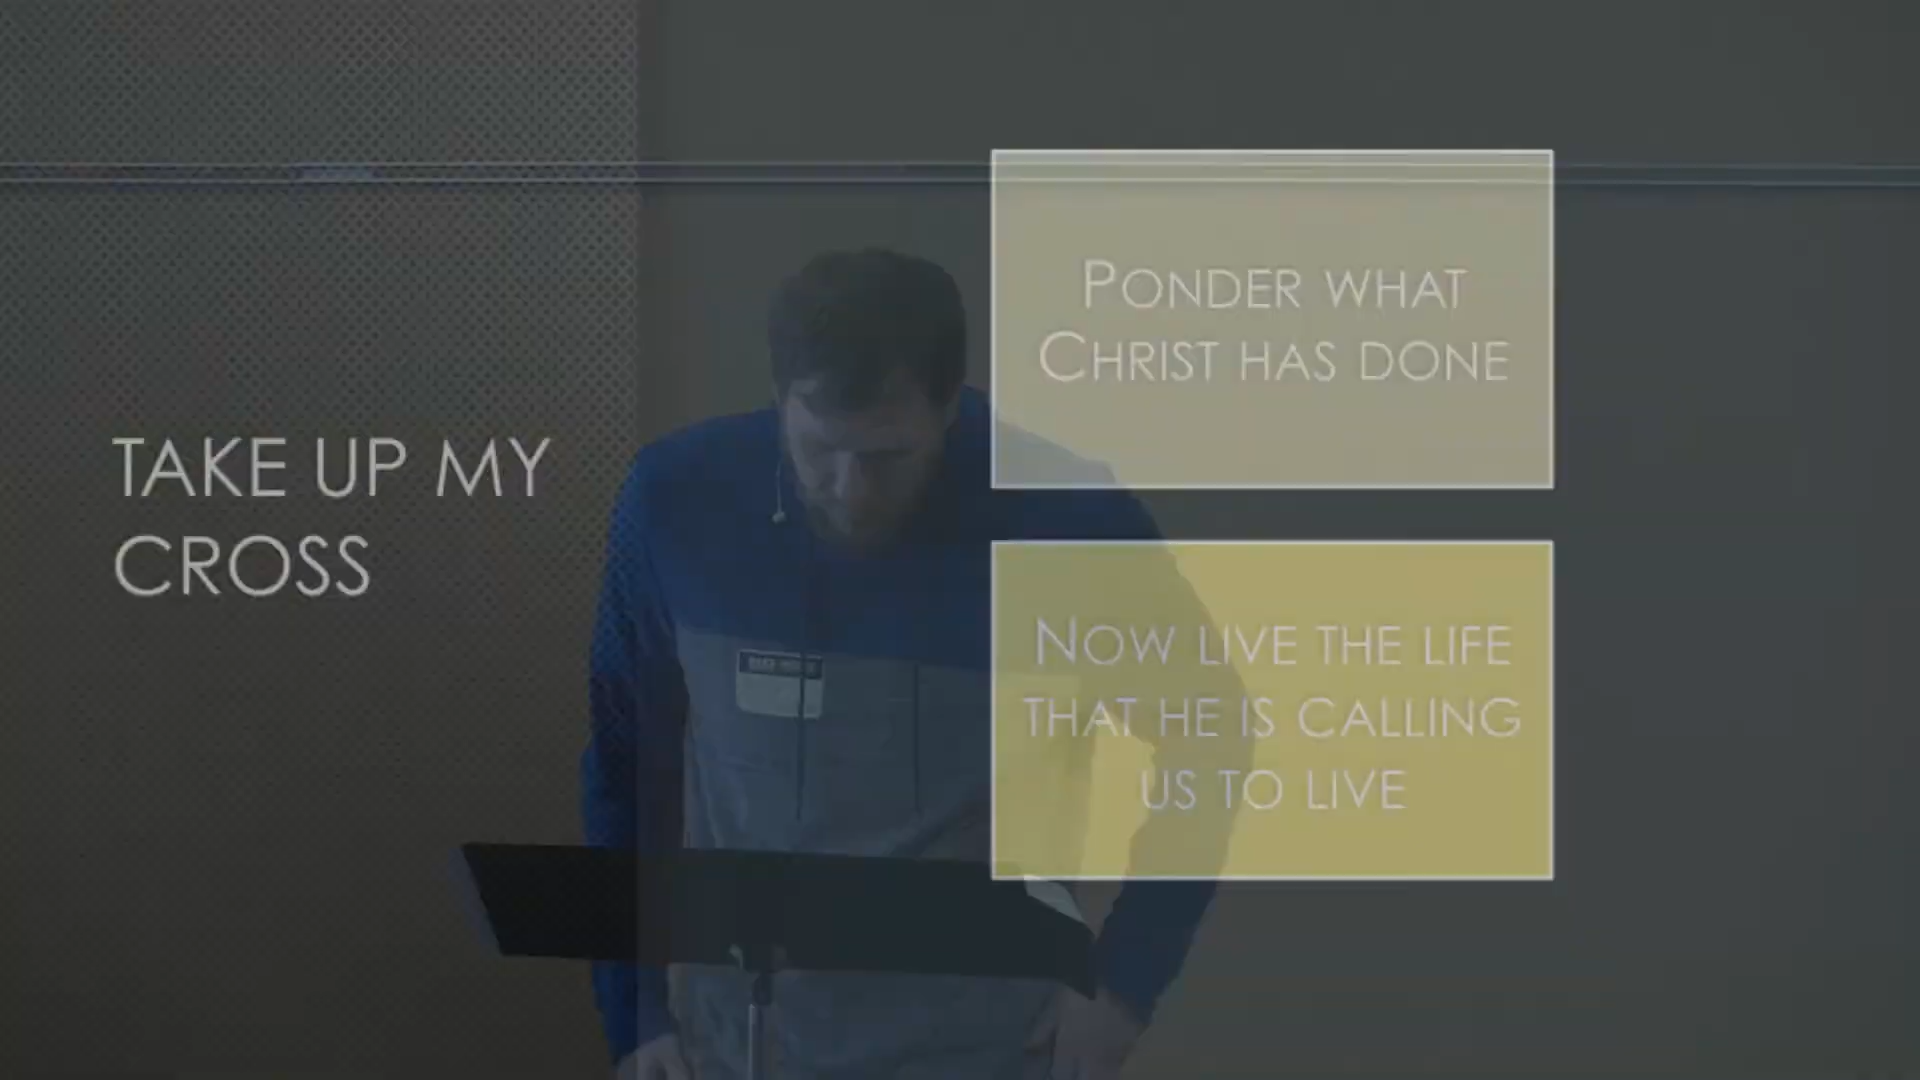 TAKE UP MY
CROSS
PONDER WHAT
CHRIST HAS DONE
NOW LIVE THE LIFE
THAT HE IS CALLING
US TO LIVE